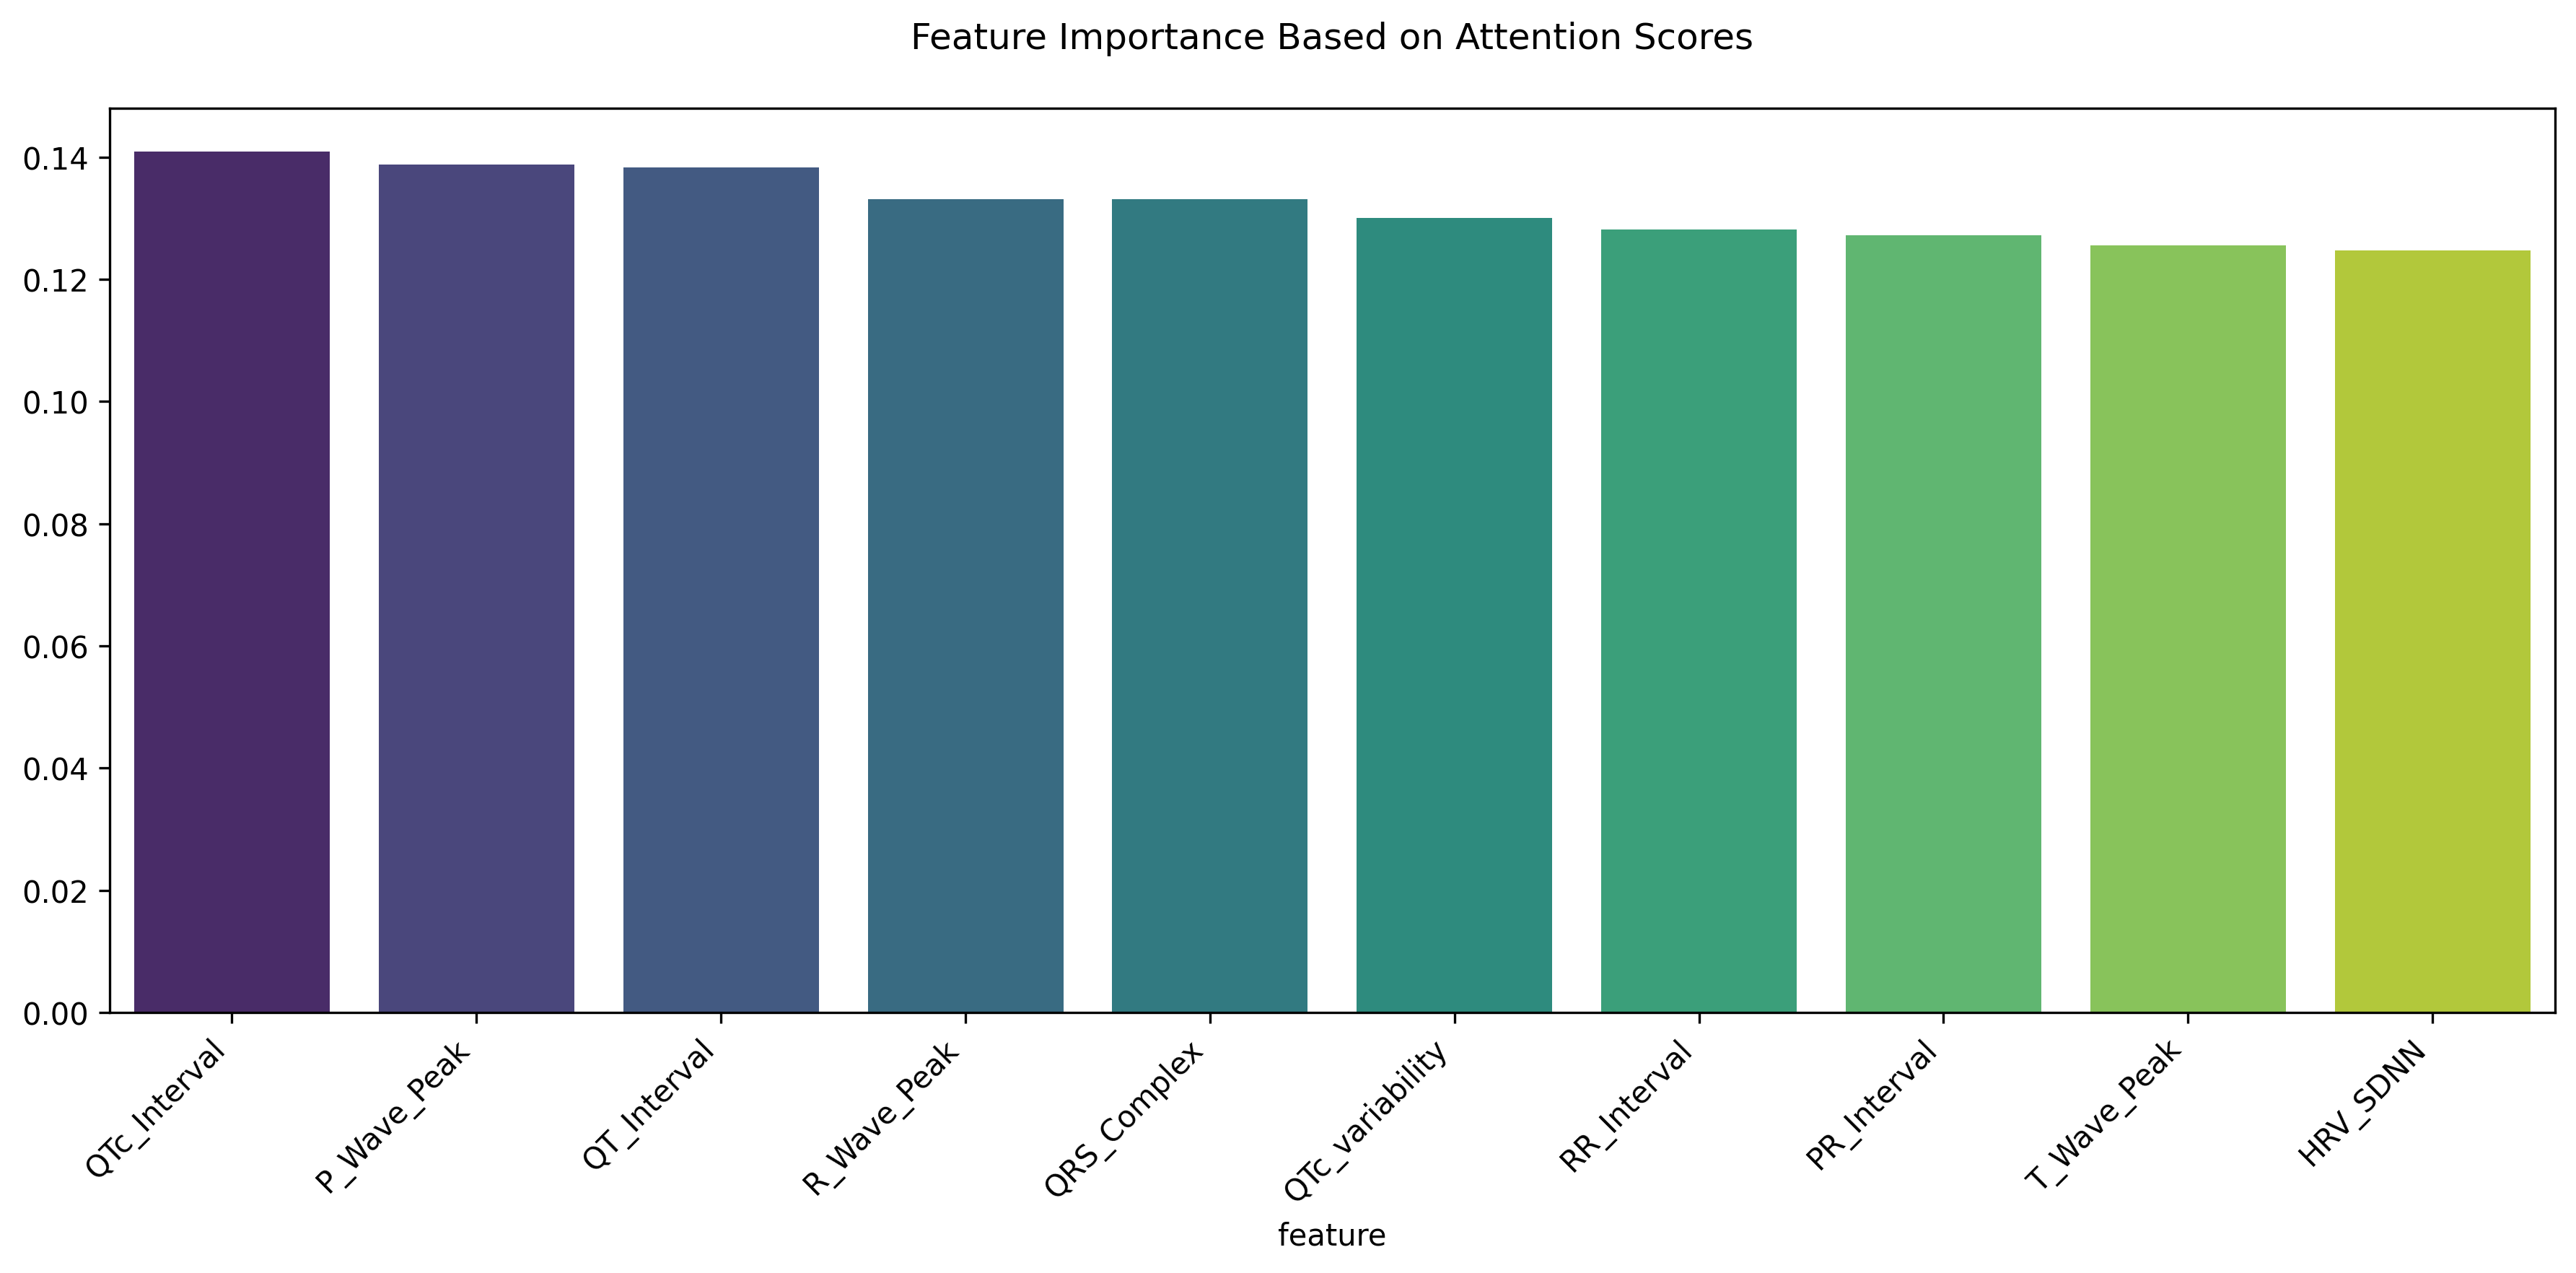 Feature Importance Based on Attention Scores
0.14
0.12
0.10
0.08
0.06
0.04
0.02
0.00
QTc_Interval
P_Wave_Peak
QT_Interval
R_Wave_Peak
QRS_Complex
QTc_variability
RR_Interval
PR_Interval
T_Wave_Peak
HRV_SDNN
feature